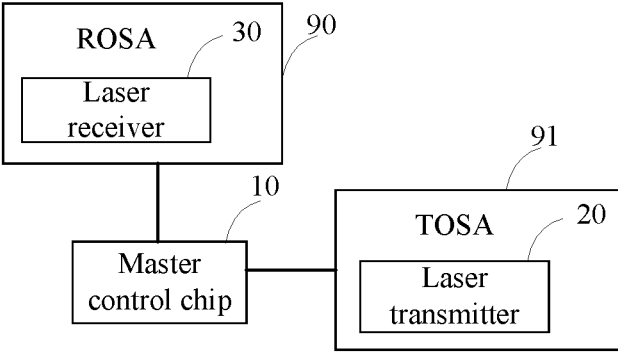 ROSA
30
90
Laser
receiver
91
10
TOSA
20
Master
control chip
Laser
transmitter